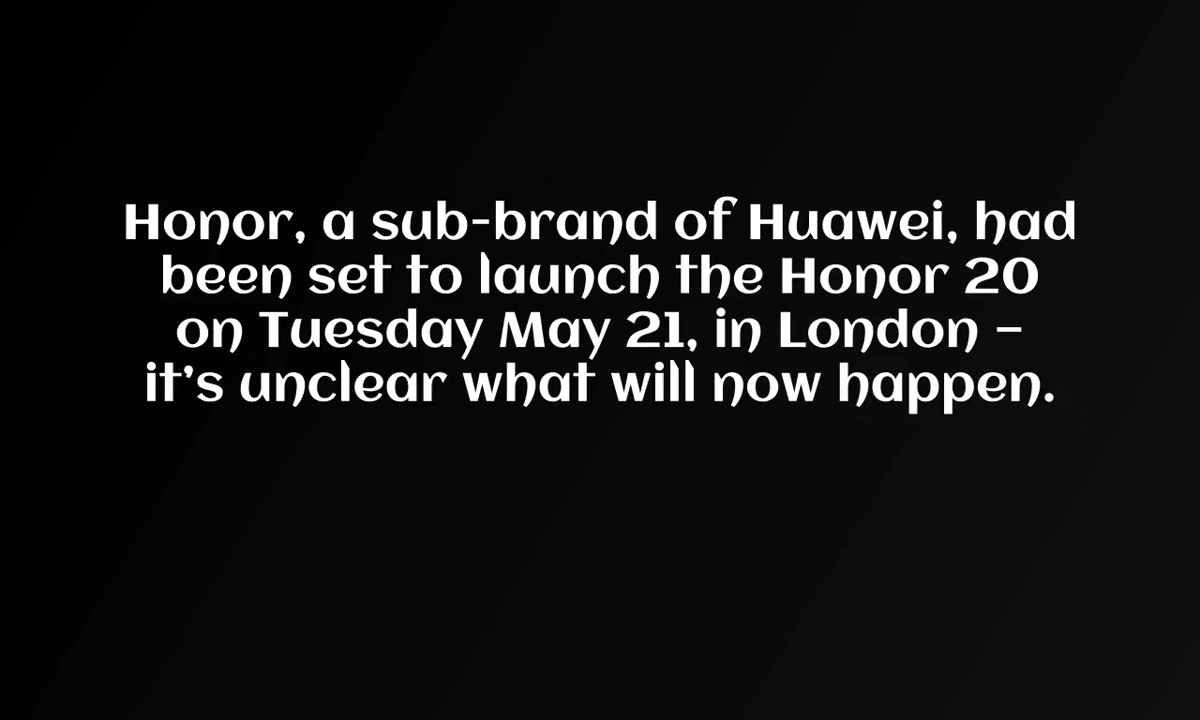 Honor, a sub-brand of Huawei, had
been set to launch the Honor 20
on Tuesday May 21, in London –
it’s unclear what will now happen.